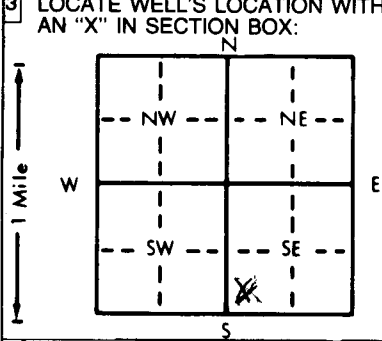 3 LOCATE WELL'S LOCATION WITH
AN "X" IN SECTION BOX:
N
NW NE
1 Mile
W E
SW SE
X
S